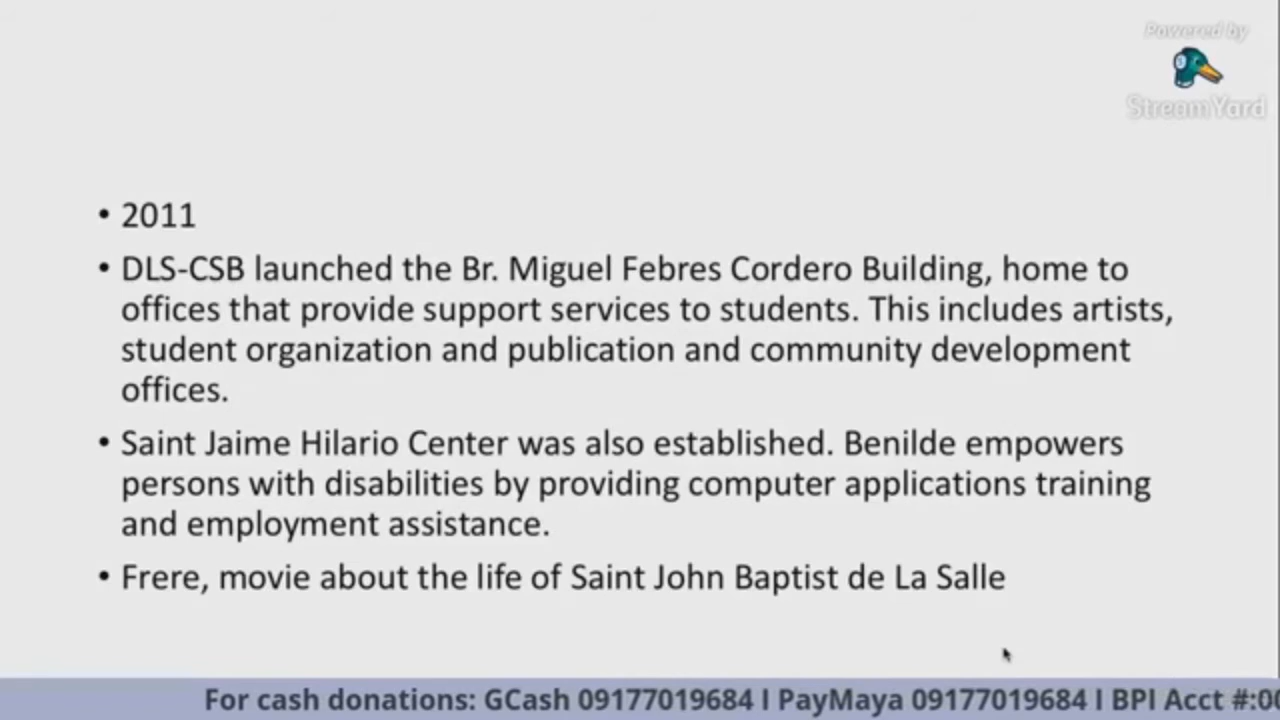 Powered by
StreamYard
• 2011
• DLS-CSB launched the Br. Miguel Febres Cordero Building, home to
offices that provide support services to students. This includes artists,
student organization and publication and community development
offices.
• Saint Jaime Hilario Center was also established. Benilde empowers
persons with disabilities by providing computer applications training
and employment assistance.
• Frere, movie about the life of Saint John Baptist de La Salle
For cash donations: GCash 09177019684 I PayMaya 09177019684 I BPI Acct #:0